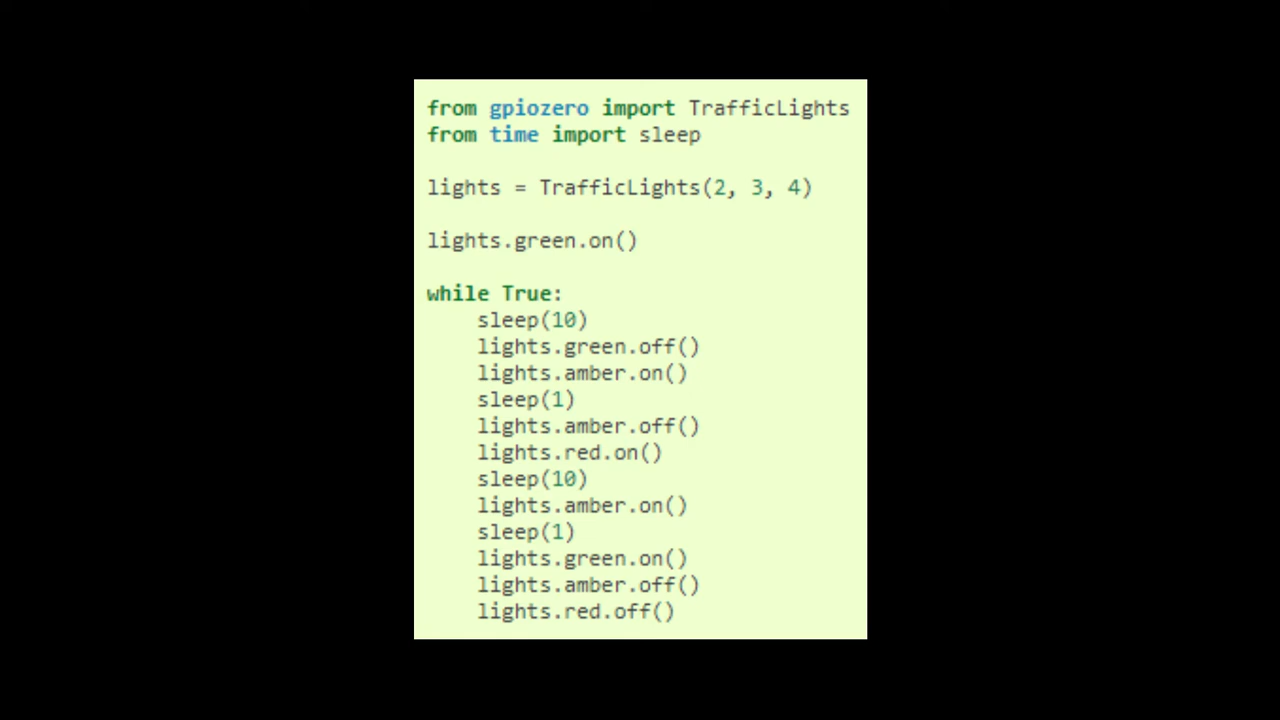 from gpiozero import TrafficLights
from time import sleep

lights = TrafficLights(2, 3, 4)

lights.green.on()

while True:
    sleep(10)
    lights.green.off()
    lights.amber.on()
    sleep(1)
    lights.amber.off()
    lights.red.on()
    sleep(10)
    lights.amber.on()
    sleep(1)
    lights.green.on()
    lights.amber.off()
    lights.red.off()